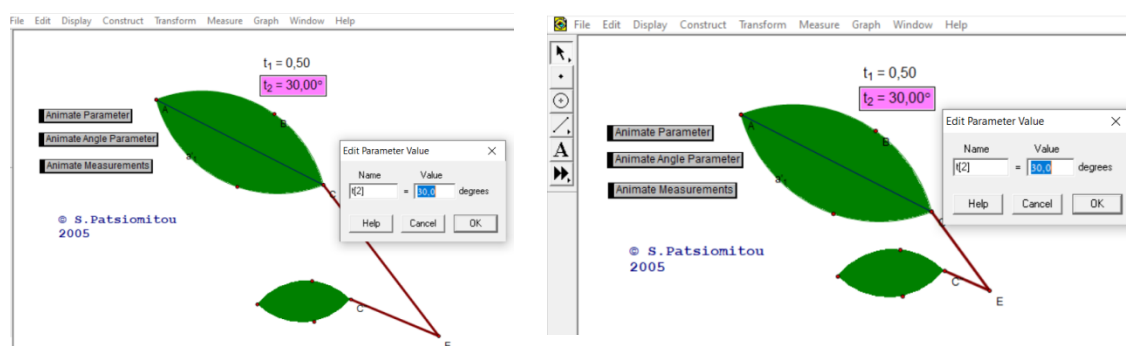 File Edit Display Construct Transform Measure Graph Window Help
t1 = 0,50
t2 = 30,00°
Animate Parameter
Animate Angle Parameter
Animate Measurements
A
B
a'1
C
Edit Parameter Value
Name Value
t[2] = 30,0 degrees
Help Cancel OK
© S.Patsiomitou
2005
C'
E
File Edit Display Construct Transform Measure Graph Window Help
t1 = 0,50
t2 = 30,00°
A
Animate Parameter
Animate Angle Parameter
Animate Measurements
A
B
a'1
C
Edit Parameter Value
Name Value
t[2] = 30,0 degrees
Help Cancel OK
© S.Patsiomitou
2005
C'
E